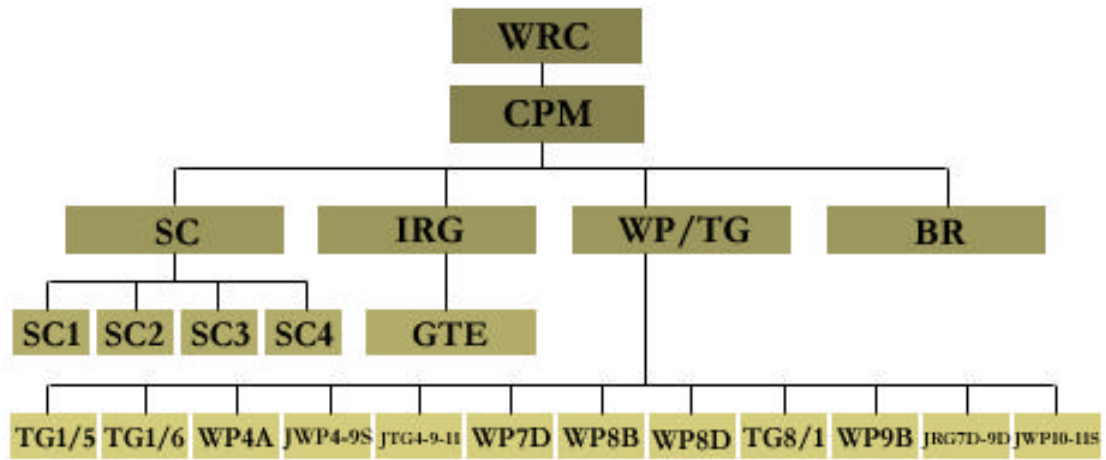 WRC
CPM
SC IRG WP/TG BR
SC1 SC2 SC3 SC4 GTE
TG1/5 TG1/6 WP4A JWP4-9S JTG4-9-11 WP7D WP8B WP8D TG8/1 WP9B JRG7D-9D JWP10-11S